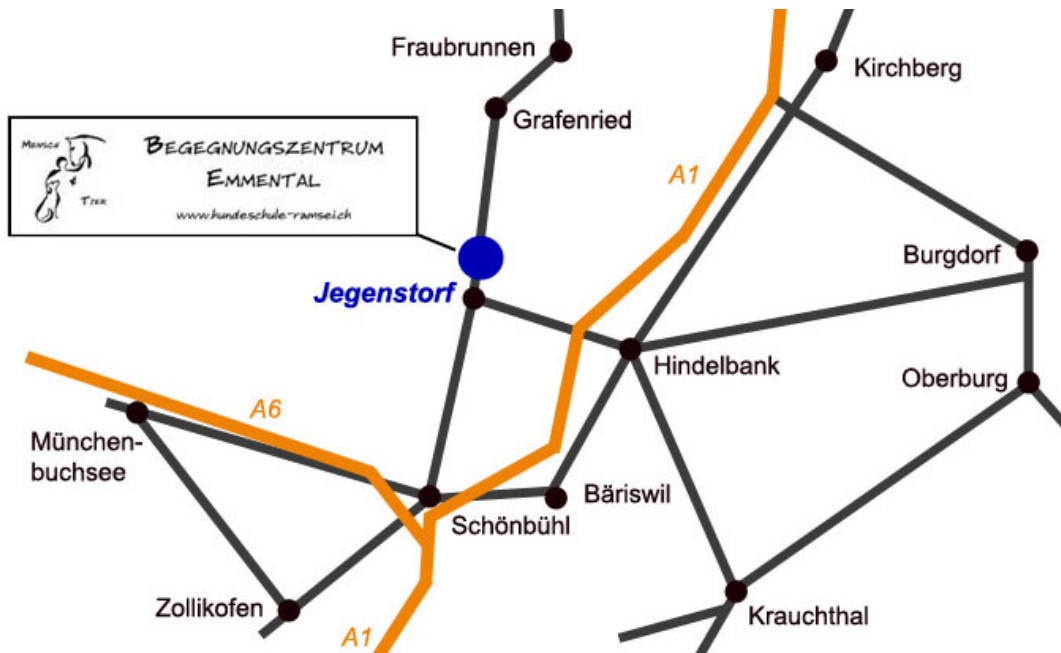 Fraubrunnen
Kirchberg
Grafenried
MENSCH
&
TIER
BEGEGNUNGSZENTRUM
EMMENTAL
www.hundeschule-ramsei.ch
A1
Burgdorf
Jegenstorf
Hindelbank
Oberburg
A6
München-
buchsee
Bäriswil
Schönbühl
Zollikofen
Krauchthal
A1